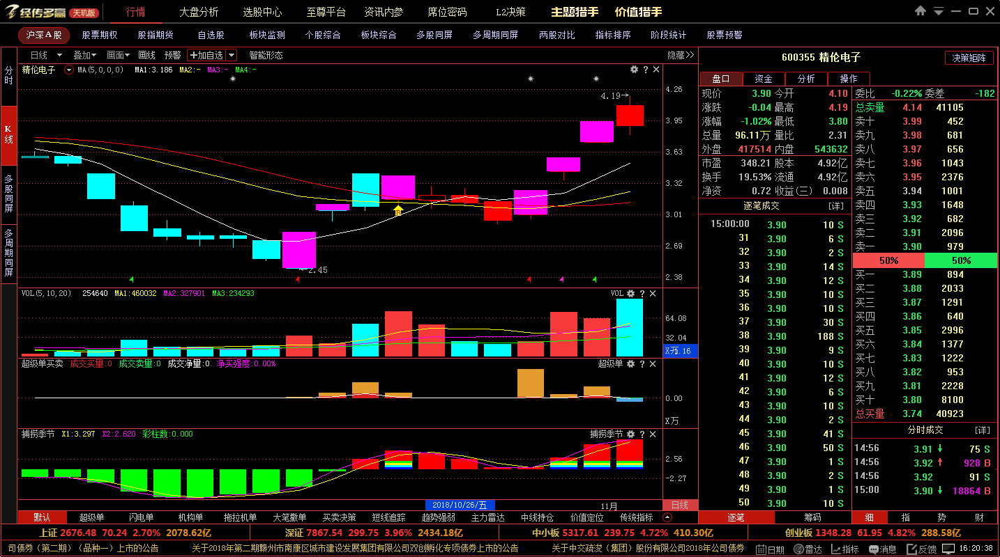 经传多赢 天玑版 行情 大盘分析 选股中心 至尊平台 资讯内参 席位密码 L2决策 主题猎手 价值猎手
沪深A股 股票期权 股指期货 自选股 板块监测 个股综合 板块综合 多股同屏 多周期同屏 两股对比 指标排序 阶段统计 股票预警
分时
K线
多股同屏
多周期同屏
日线 叠加 画面 画线 预警 +加自选 智能形态 隐藏>>
精伦电子 MA(5,0,0,0) MA1:3.186 MA2:- MA3:- MA4:-
4.26
4.19→
3.95
3.63
3.32
3.01
2.69
2.45
2.38
B
VOL(5,10,20) 254640 MA1:460032 MA2:327901 MA3:234293 VOL
64.08
32.04
超级单买卖 成交买量:0 成交卖量:0 成交净量:0 净买强度:0.00% 超级单
0.00
X万
捕捞季节 X1:3.297 X2:2.620 彩柱数:0.000 捕捞季节
2.56
-2.27
2018/10/26/五 11月 日线
默认 超级单 闪电单 机构单 拖拉机单 大笔撤单 买卖决策 短线追踪 趋势强弱 主力雷达 中线持仓 价值定位 传统指标
600355 精伦电子 决策矩阵
盘口 资金 分析 操作
现价 3.90 今开 4.10
涨跌 -0.04 最高 4.19
涨幅 -1.02% 最低 3.80
总量 96.11万 量比 2.31
外盘 417514 内盘 543632
市盈 348.21 股本 4.92亿
换手 19.53% 流通 4.92亿
净资 0.72 收益(三) 0.008
逐笔成交 [详]
15:00:00 3.90 10 S
31 3.90 6 S
32 3.90 2 S
33 3.90 14 S
34 3.90 12 S
35 3.90 10 S
36 3.90 10 S
37 3.90 30 S
38 3.90 188 S
39 3.90 9 S
40 3.90 10 S
41 3.90 12 S
42 3.90 6 S
43 3.90 10 S
44 3.90 2 S
45 3.90 41 S
46 3.90 50 S
47 3.90 1 S
48 3.90 2 S
49 3.90 1 S
50 3.90 10 S
逐笔 筹码
委比 -0.22% 委差 -182
总卖量 4.14 41105
卖十 3.99 452
卖九 3.98 681
卖八 3.97 656
卖七 3.96 1043
卖六 3.95 2376
卖五 3.94 1001
卖四 3.93 1648
卖三 3.92 682
卖二 3.91 2096
卖一 3.90 979
50% 50%
买一 3.89 894
买二 3.88 2033
买三 3.87 1291
买四 3.86 640
买五 3.85 2996
买六 3.84 1377
买七 3.83 1222
买八 3.82 953
买九 3.81 2228
买十 3.80 8100
总买量 3.74 40923
分时成交 [详]
14:56 3.91 ↓ 75 S
14:56 3.92 ↑ 928 B
14:56 3.92 91 S
15:00 3.90 ↓ 18864 B
细 指 势 财
上证 2676.48 70.24 2.70% 2078.62亿 深证 7867.54 299.75 3.96% 2434.18亿 中小板 5317.61 239.75 4.72% 410.30亿 创业板 1348.28 61.95 4.82% 288.58亿
司债券（第二期）（品种一）上市的公告 关于2018年第二期赣州市南康区城市建设发展集团有限公司双创孵化专项债券上市的公告 关于中交疏浚（集团）股份有限公司2018年公司债券 日历 雷达 指标 消息 反馈 16:20:38